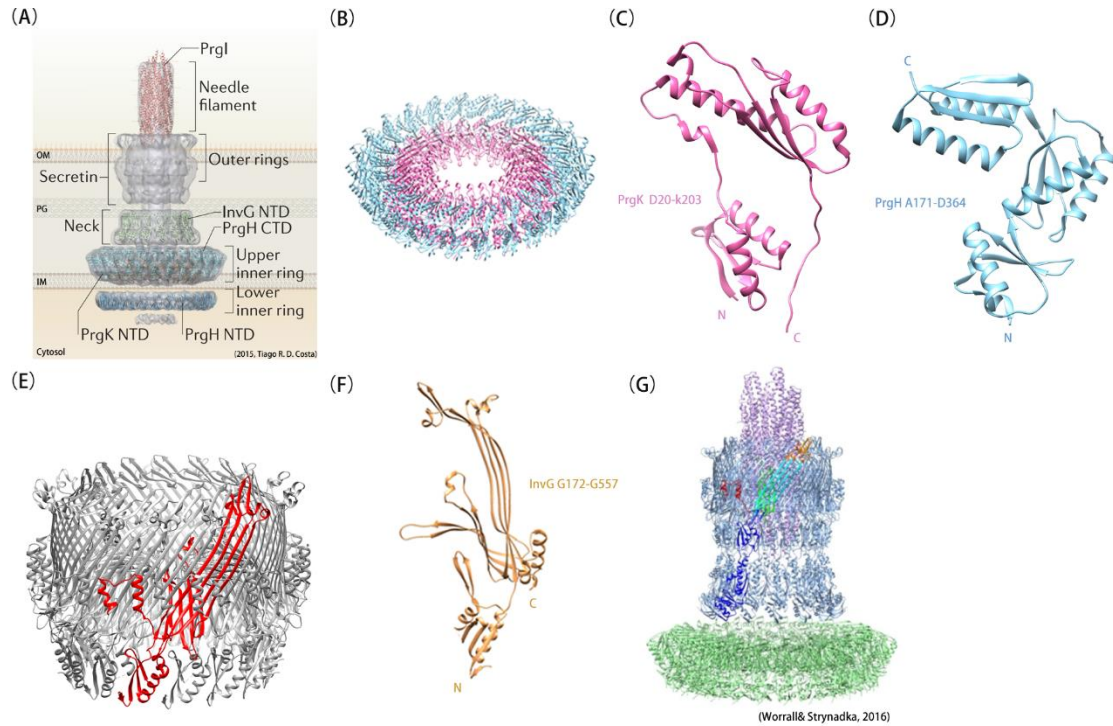 (A)
PrgI
Needle
filament
OM
Outer rings
Secretin
PG
Neck
InvG NTD
PrgH CTD
Upper
inner ring
IM
Lower
inner ring
PrgK NTD
PrgH NTD
Cytosol
(2015, Tiago R. D. Costa)
(B)
(C)
PrgK D20-k203
N
C
(D)
C
PrgH A171-D364
N
(E)
(F)
InvG G172-G557
C
N
(G)
(Worrall& Strynadka, 2016)